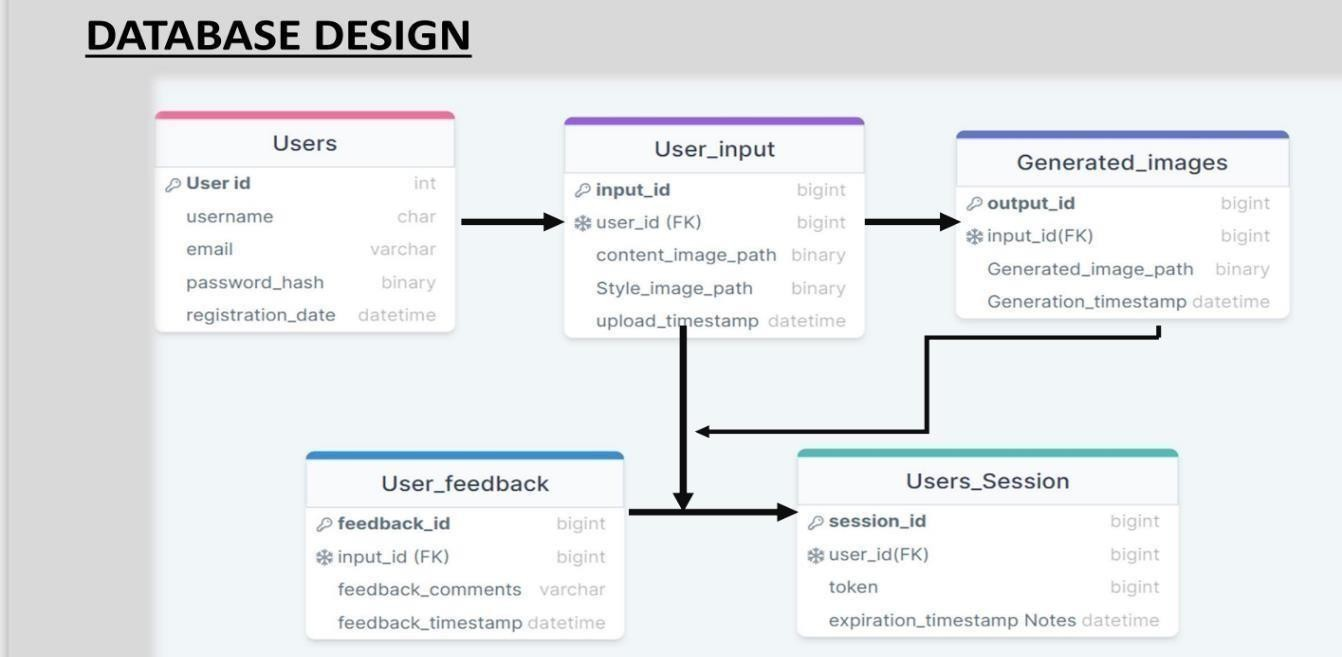 DATABASE DESIGN
Users
User id int
username char
email varchar
password_hash binary
registration_date datetime
User_input
input_id bigint
user_id (FK) bigint
content_image_path binary
Style_image_path binary
upload_timestamp datetime
Generated_images
output_id bigint
input_id(FK) bigint
Generated_image_path binary
Generation_timestamp datetime
User_feedback
feedback_id bigint
input_id (FK) bigint
feedback_comments varchar
feedback_timestamp datetime
Users_Session
session_id bigint
user_id(FK) bigint
token bigint
expiration_timestamp Notes datetime